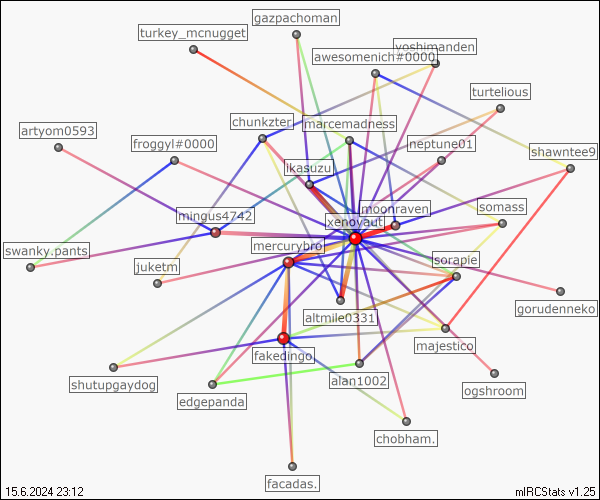 gazpachoman
turkey_mcnugget
yoshimanden
awesomenich#0000
turtelious
chunkzter
marcemadness
artyom0593
froggyl#0000
neptune01
shawntee9
ikasuzu
moonraven
mingus4742
xenoyaut
somass
mercurybro
swanky.pants
juketm
sorapie
gorudenneko
altmile0331
majestico
fakedingo
shutupgaydog
alan1002
ogshroom
edgepanda
chobham.
facadas.
15.6.2024 23:12
mIRCStats v1.25